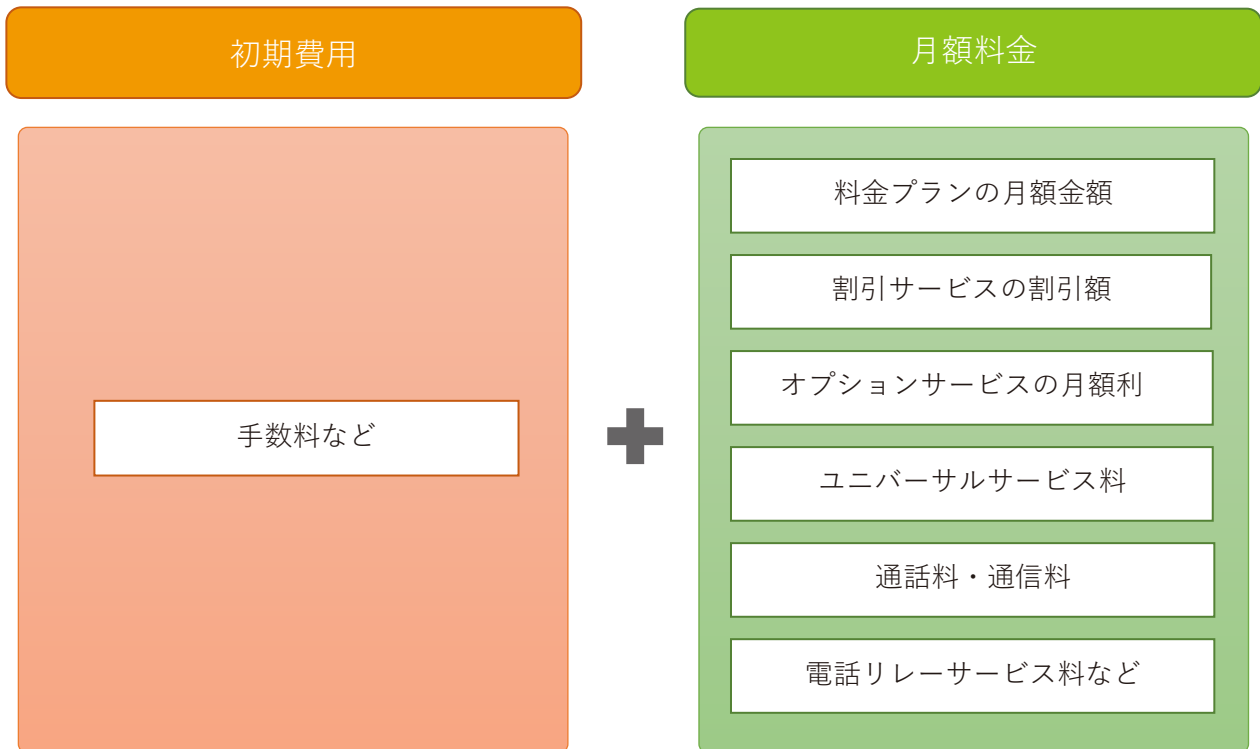 初期費用
手数料など
月額料金
料金プランの月額金額
割引サービスの割引額
オプションサービスの月額利
ユニバーサルサービス料
通話料・通信料
電話リレーサービス料など